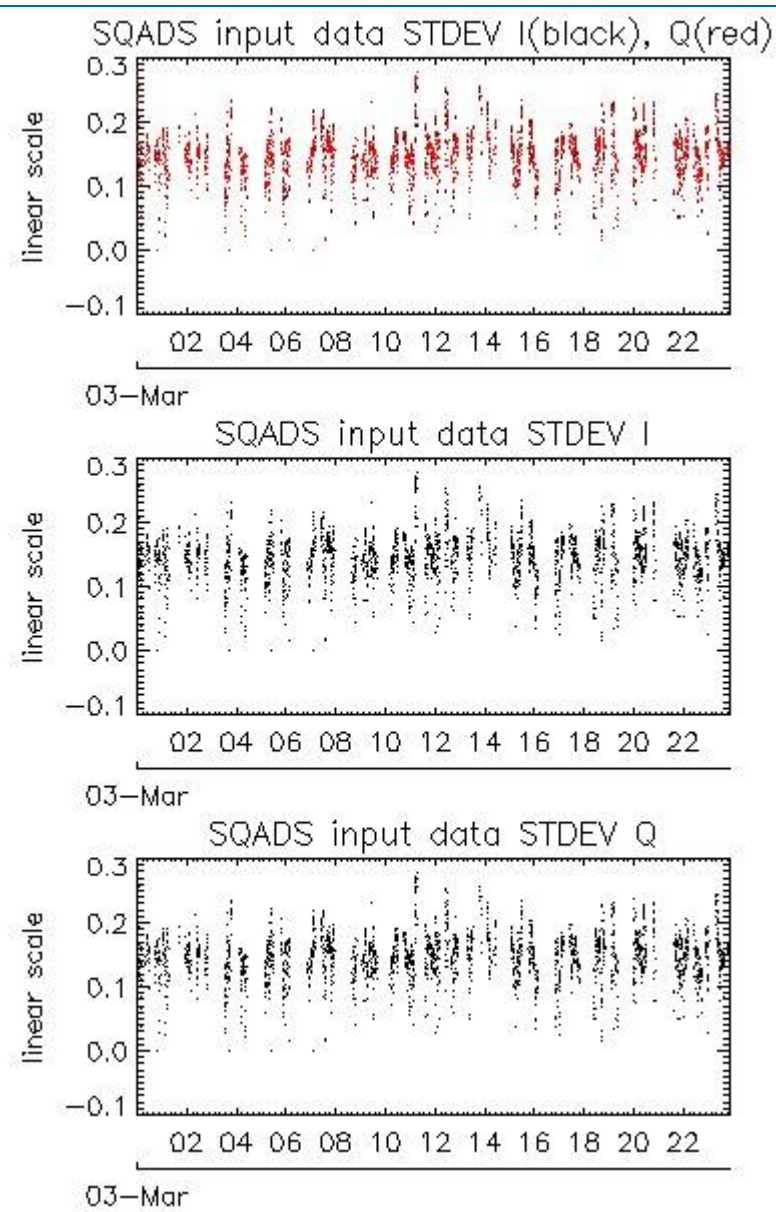 SQADS input data STDEV I(black), Q(red)
0.3
0.2
0.1
0.0
−0.1
linear scale
02 04 06 08 10 12 14 16 18 20 22
03−Mar
SQADS input data STDEV I
0.3
0.2
0.1
0.0
−0.1
linear scale
02 04 06 08 10 12 14 16 18 20 22
03−Mar
SQADS input data STDEV Q
0.3
0.2
0.1
0.0
−0.1
linear scale
02 04 06 08 10 12 14 16 18 20 22
03−Mar